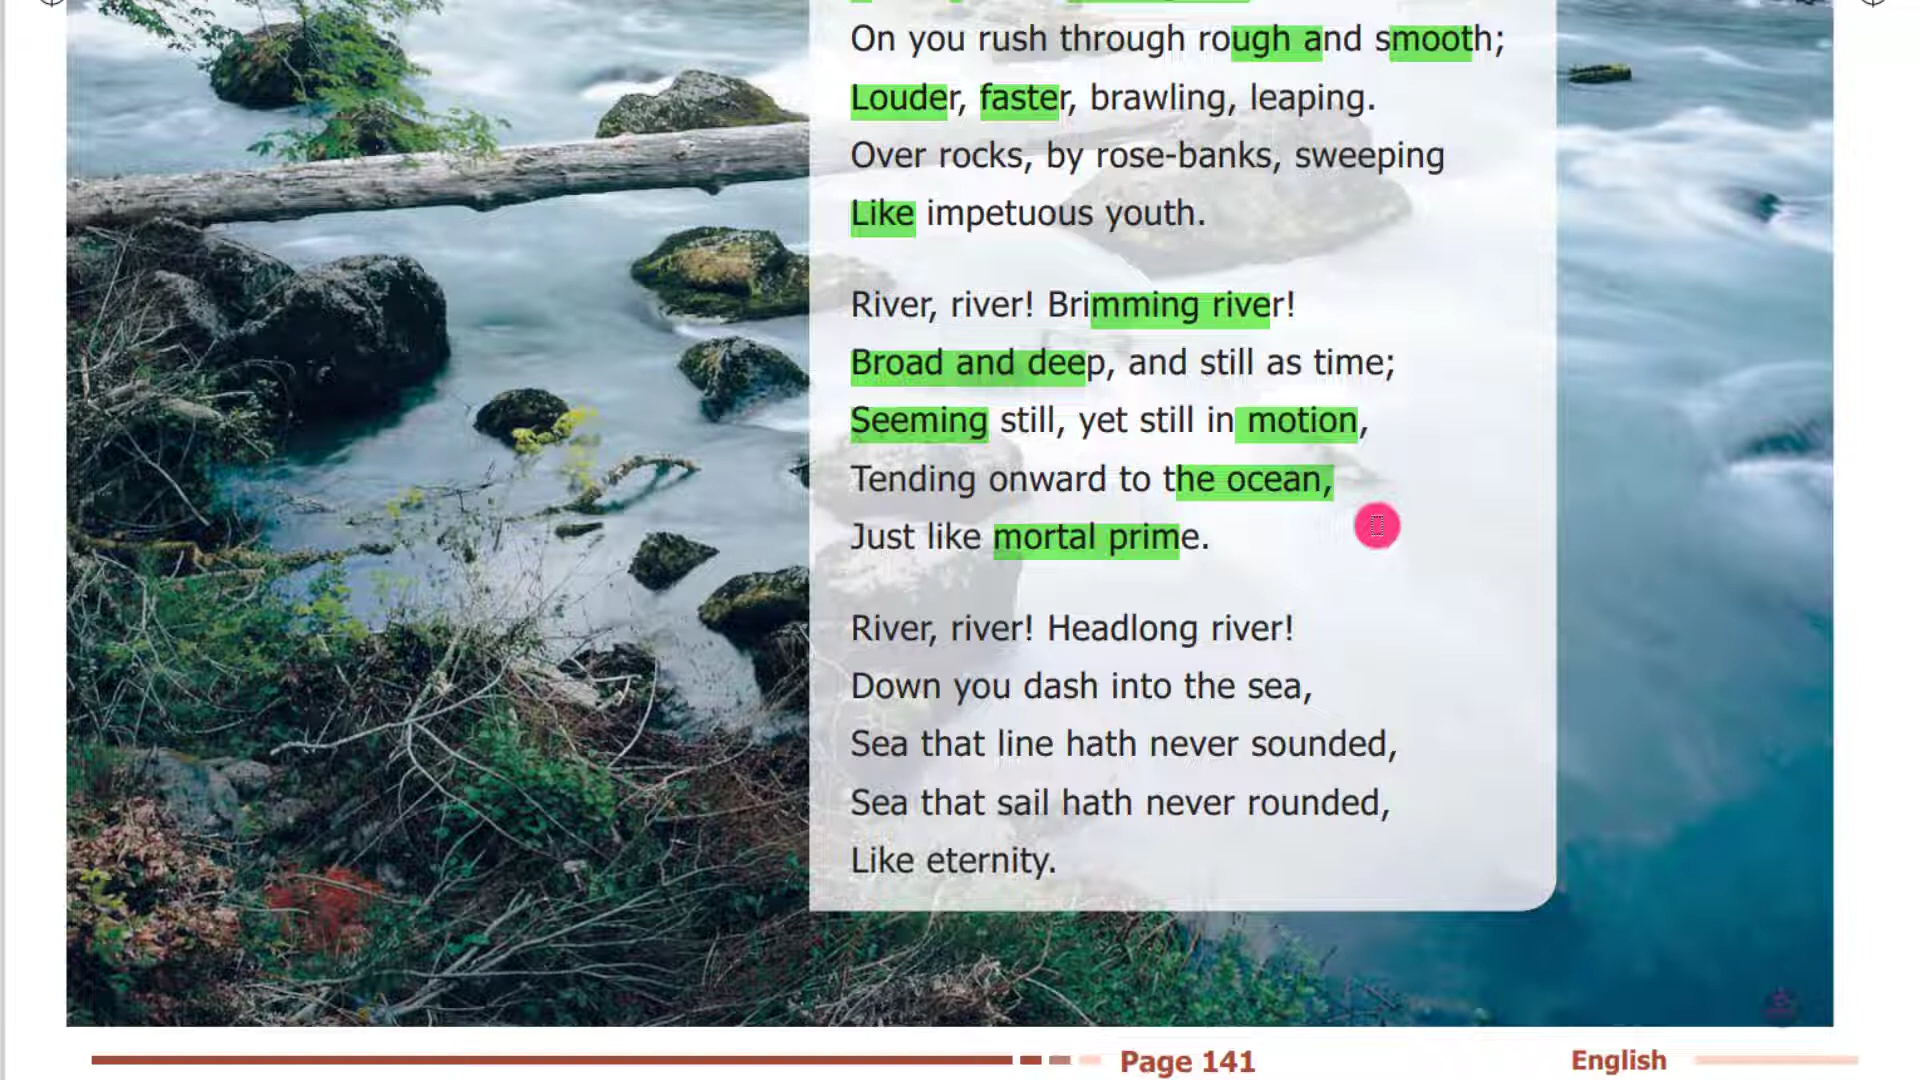 On you rush through rough and smooth;
Louder, faster, brawling, leaping.
Over rocks, by rose-banks, sweeping
Like impetuous youth.
River, river! Brimming river!
Broad and deep, and still as time;
Seeming still, yet still in motion,
Tending onward to the ocean,
Just like mortal prime.
River, river! Headlong river!
Down you dash into the sea,
Sea that line hath never sounded,
Sea that sail hath never rounded,
Like eternity.
Page 141
English